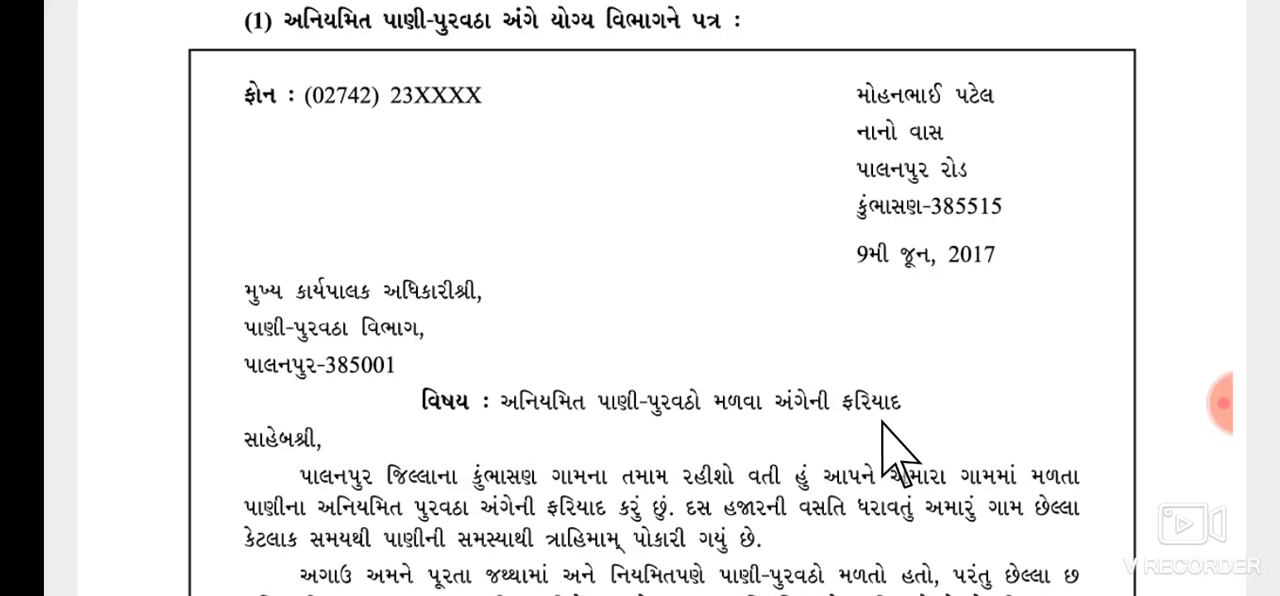 (1) અનિયમિત પાણી-પુરવઠા અંગે યોગ્ય વિભાગને પત્ર :
ફોન : (02742) 23XXXX
મોહનભાઈ પટેલ
નાનો વાસ
પાલનપુર રોડ
કુંભાસણ-385515
9મી જૂન, 2017
મુખ્ય કાર્યપાલક અધિકારીશ્રી,
પાણી-પુરવઠા વિભાગ,
પાલનપુર-385001
વિષય : અનિયમિત પાણી-પુરવઠો મળવા અંગેની ફરિયાદ
સાહેબશ્રી,
પાલનપુર જિલ્લાના કુંભાસણ ગામના તમામ રહીશો વતી હું આપને અમારા ગામમાં મળતા
પાણીના અનિયમિત પુરવઠા અંગેની ફરિયાદ કરું છું. દસ હજારની વસતિ ધરાવતું અમારું ગામ છેલ્લા
કેટલાક સમયથી પાણીની સમસ્યાથી ત્રાહિમામ્ પોકારી ગયું છે.
અગાઉ અમને પૂરતા જથ્થામાં અને નિયમિતપણે પાણી-પુરવઠો મળતો હતો, પરંતુ છેલ્લા છ
V RECORDER